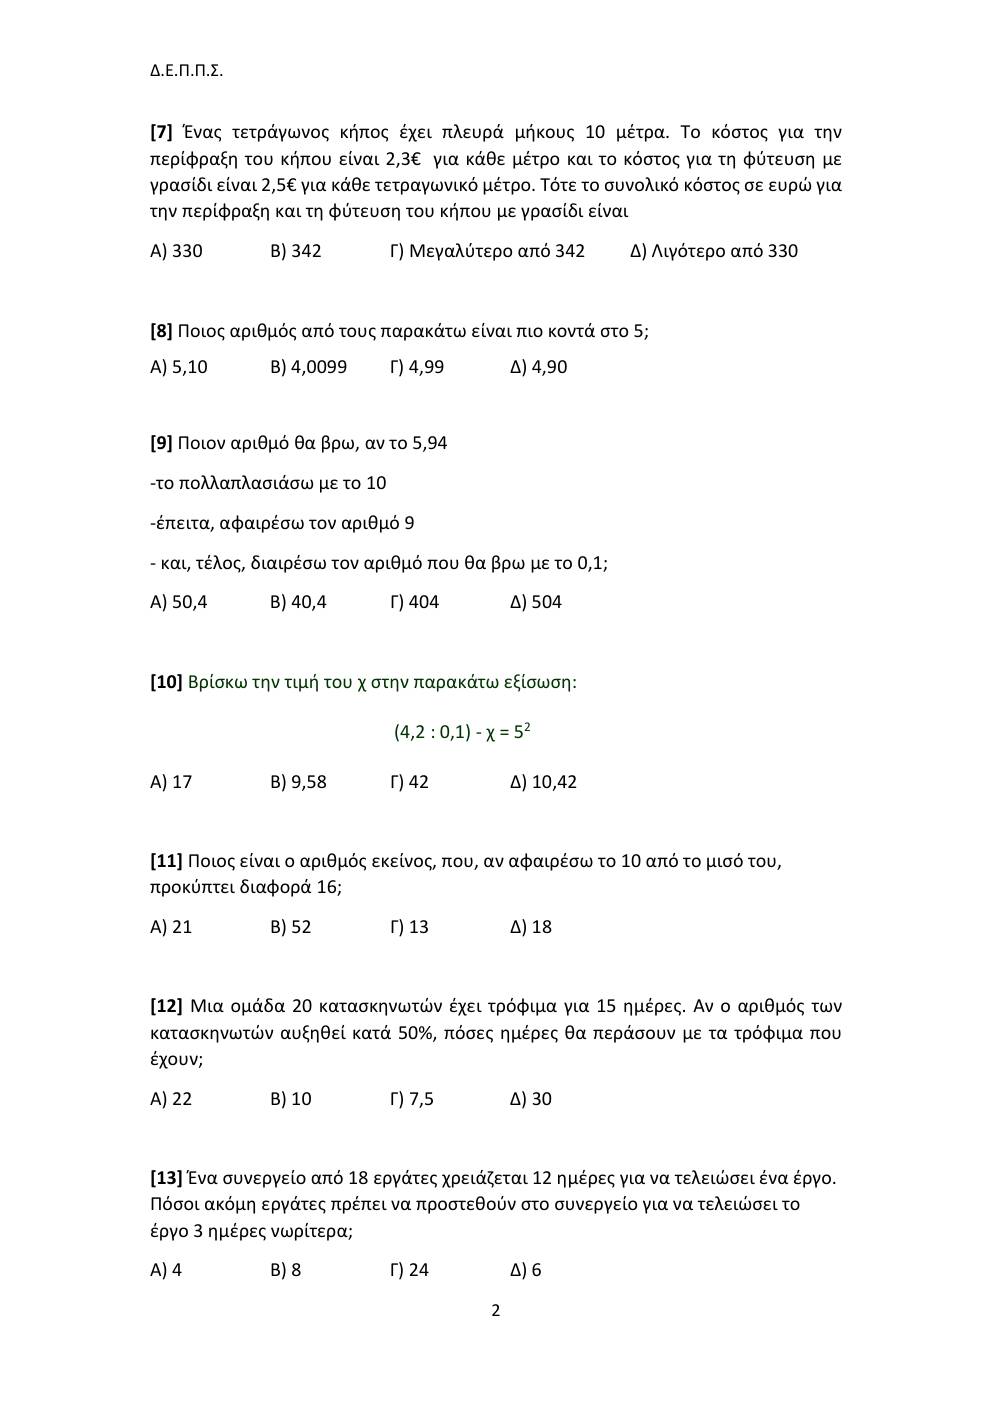 Δ.Ε.Π.Π.Σ.
[7] Ένας τετράγωνος κήπος έχει πλευρά μήκους 10 μέτρα. Το κόστος για την
περίφραξη του κήπου είναι 2,3€ για κάθε μέτρο και το κόστος για τη φύτευση με
γρασίδι είναι 2,5€ για κάθε τετραγωνικό μέτρο. Τότε το συνολικό κόστος σε ευρώ για
την περίφραξη και τη φύτευση του κήπου με γρασίδι είναι
Α) 330 Β) 342 Γ) Μεγαλύτερο από 342 Δ) Λιγότερο από 330
[8] Ποιος αριθμός από τους παρακάτω είναι πιο κοντά στο 5;
Α) 5,10 Β) 4,0099 Γ) 4,99 Δ) 4,90
[9] Ποιον αριθμό θα βρω, αν το 5,94
-το πολλαπλασιάσω με το 10
-έπειτα, αφαιρέσω τον αριθμό 9
- και, τέλος, διαιρέσω τον αριθμό που θα βρω με το 0,1;
Α) 50,4 Β) 40,4 Γ) 404 Δ) 504
[10] Βρίσκω την τιμή του χ στην παρακάτω εξίσωση:
(4,2 : 0,1) - χ = 5²
Α) 17 Β) 9,58 Γ) 42 Δ) 10,42
[11] Ποιος είναι ο αριθμός εκείνος, που, αν αφαιρέσω το 10 από το μισό του,
προκύπτει διαφορά 16;
Α) 21 Β) 52 Γ) 13 Δ) 18
[12] Μια ομάδα 20 κατασκηνωτών έχει τρόφιμα για 15 ημέρες. Αν ο αριθμός των
κατασκηνωτών αυξηθεί κατά 50%, πόσες ημέρες θα περάσουν με τα τρόφιμα που
έχουν;
Α) 22 Β) 10 Γ) 7,5 Δ) 30
[13] Ένα συνεργείο από 18 εργάτες χρειάζεται 12 ημέρες για να τελειώσει ένα έργο.
Πόσοι ακόμη εργάτες πρέπει να προστεθούν στο συνεργείο για να τελειώσει το
έργο 3 ημέρες νωρίτερα;
Α) 4 Β) 8 Γ) 24 Δ) 6
2